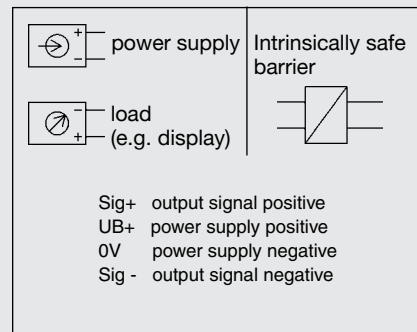 +
power supply
-
Intrinsically safe
barrier
-
load
+
(e.g. display)
Sig+ output signal positive
UB+ power supply positive
0V power supply negative
Sig - output signal negative